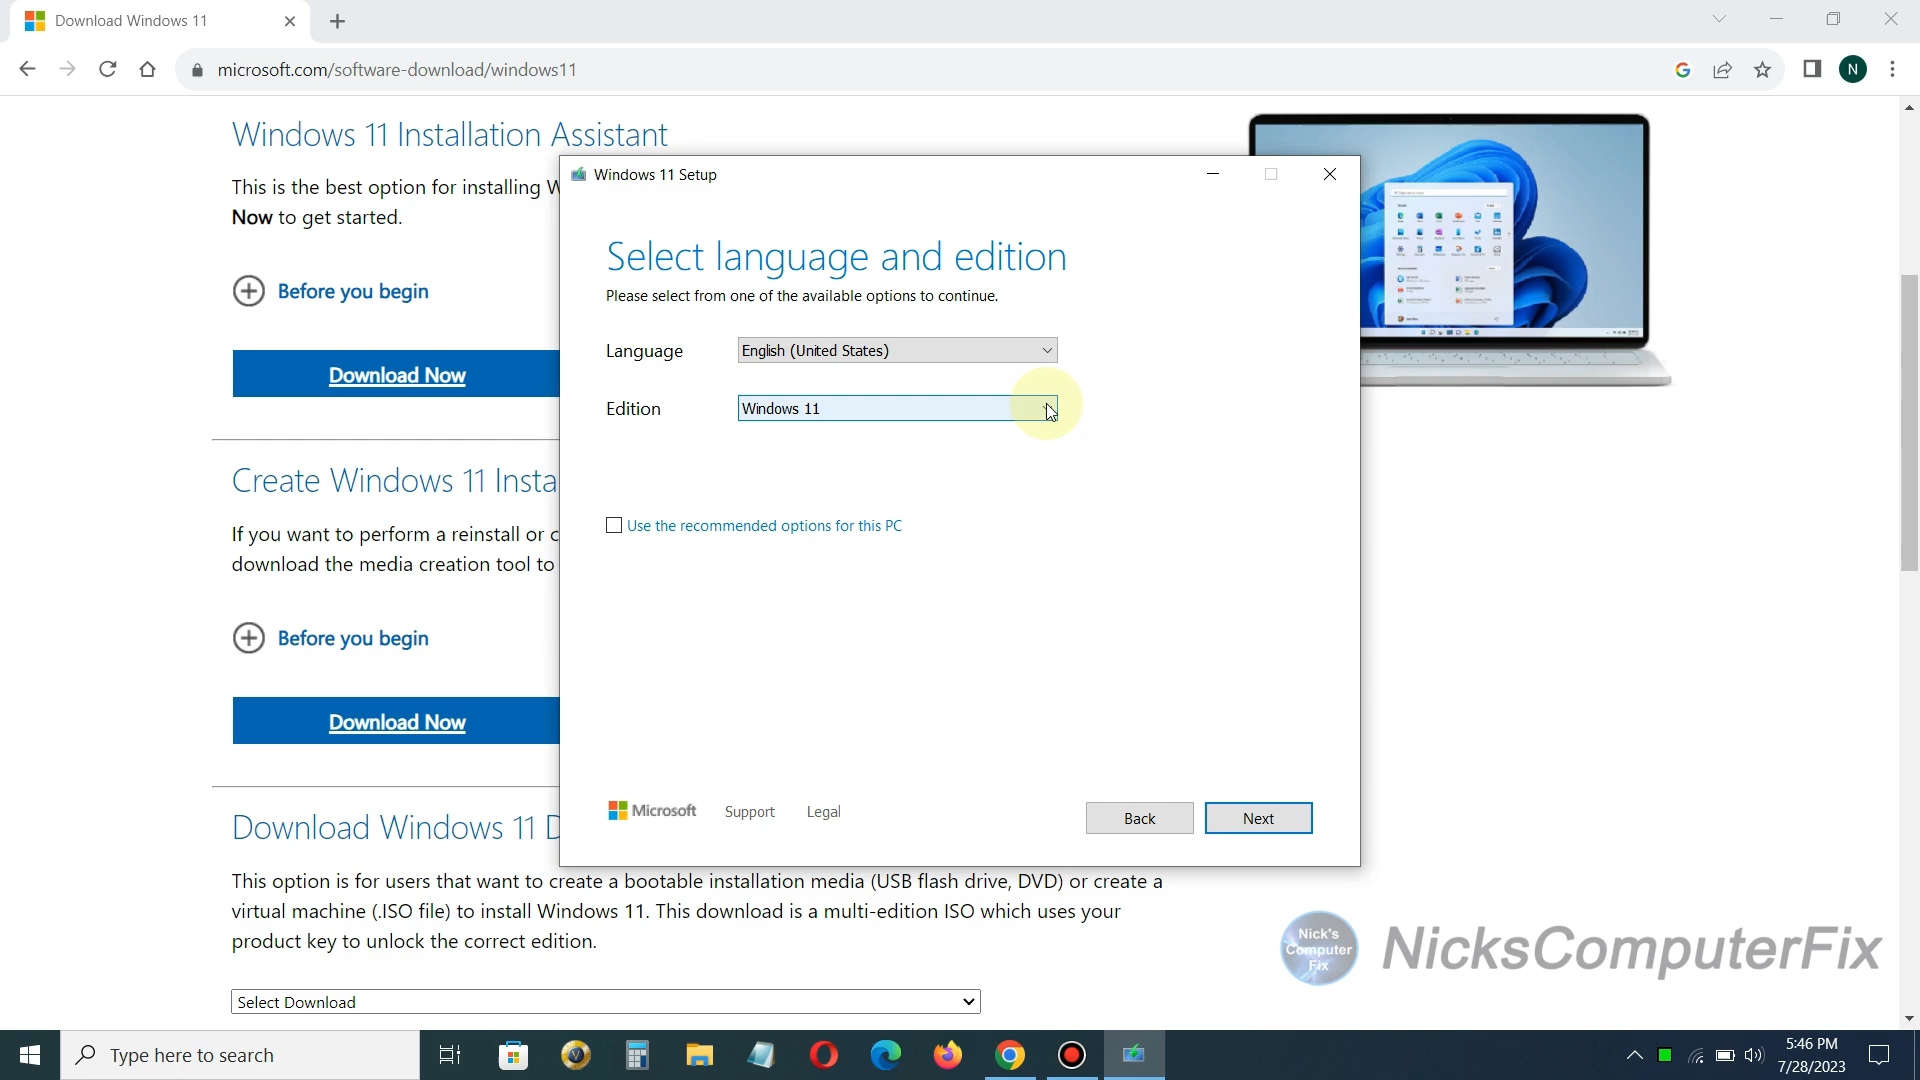 Download Windows 11
microsoft.com/software-download/windows11
N
Windows 11 Installation Assistant
This is the best option for installing W
Now to get started.
Before you begin
Download Now
Create Windows 11 Insta
If you want to perform a reinstall or c
download the media creation tool to
Before you begin
Download Now
Download Windows 11 D
This option is for users that want to create a bootable installation media (USB flash drive, DVD) or create a
virtual machine (.ISO file) to install Windows 11. This download is a multi-edition ISO which uses your
product key to unlock the correct edition.
Select Download
Windows 11 Setup
Select language and edition
Please select from one of the available options to continue.
Language English (United States)
Edition Windows 11
Use the recommended options for this PC
Microsoft Support Legal
Back Next
Nick's
Computer
Fix
NicksComputerFix
Type here to search
5:46 PM
7/28/2023